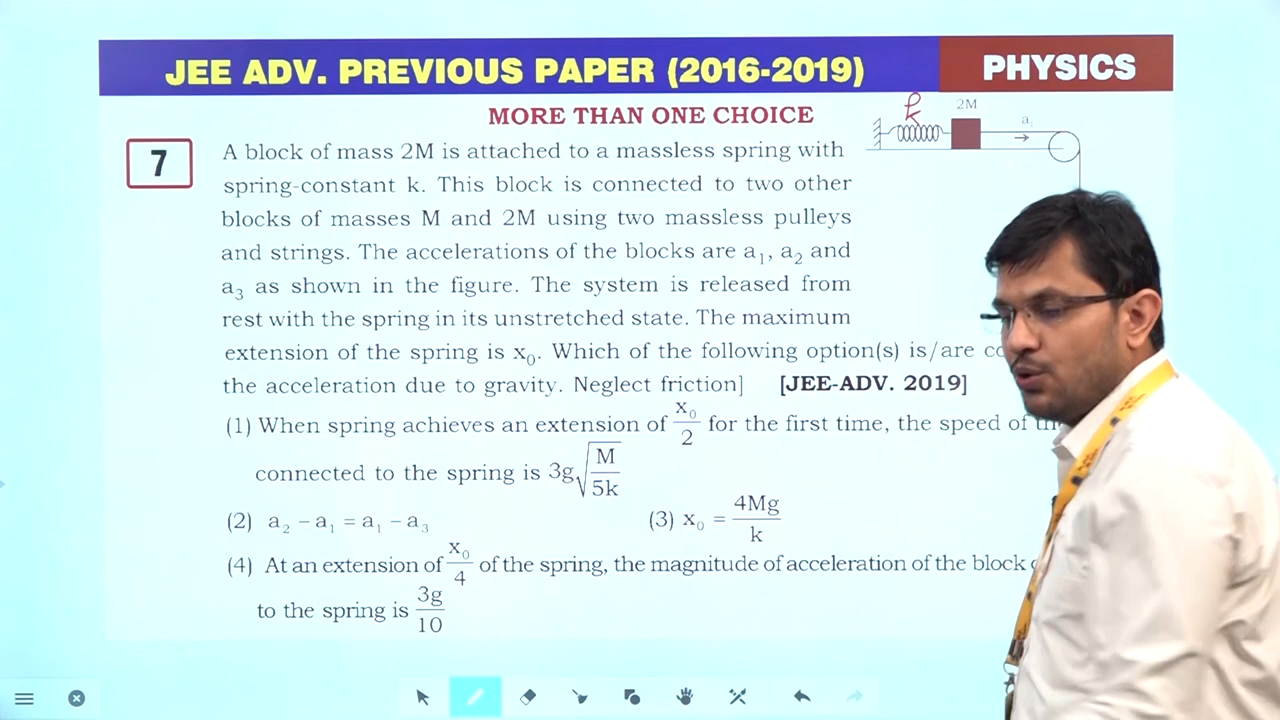 JEE ADV. PREVIOUS PAPER (2016-2019)
PHYSICS
MORE THAN ONE CHOICE
k
2M
a₁
7
A block of mass 2M is attached to a massless spring with
spring-constant k. This block is connected to two other
blocks of masses M and 2M using two massless pulleys
and strings. The accelerations of the blocks are a₁, a₂ and
a₃ as shown in the figure. The system is released from
rest with the spring in its unstretched state. The maximum
extension of the spring is x₀. Which of the following option(s) is/are
the acceleration due to gravity. Neglect friction] [JEE-ADV. 2019]
(1) When spring achieves an extension of x₀/2 for the first time, the speed of
connected to the spring is 3g√(M/5k)
(2) a₂ – a₁ = a₁ – a₃ (3) x₀ = 4Mg/k
(4) At an extension of x₀/4 of the spring, the magnitude of acceleration of the block
to the spring is 3g/10